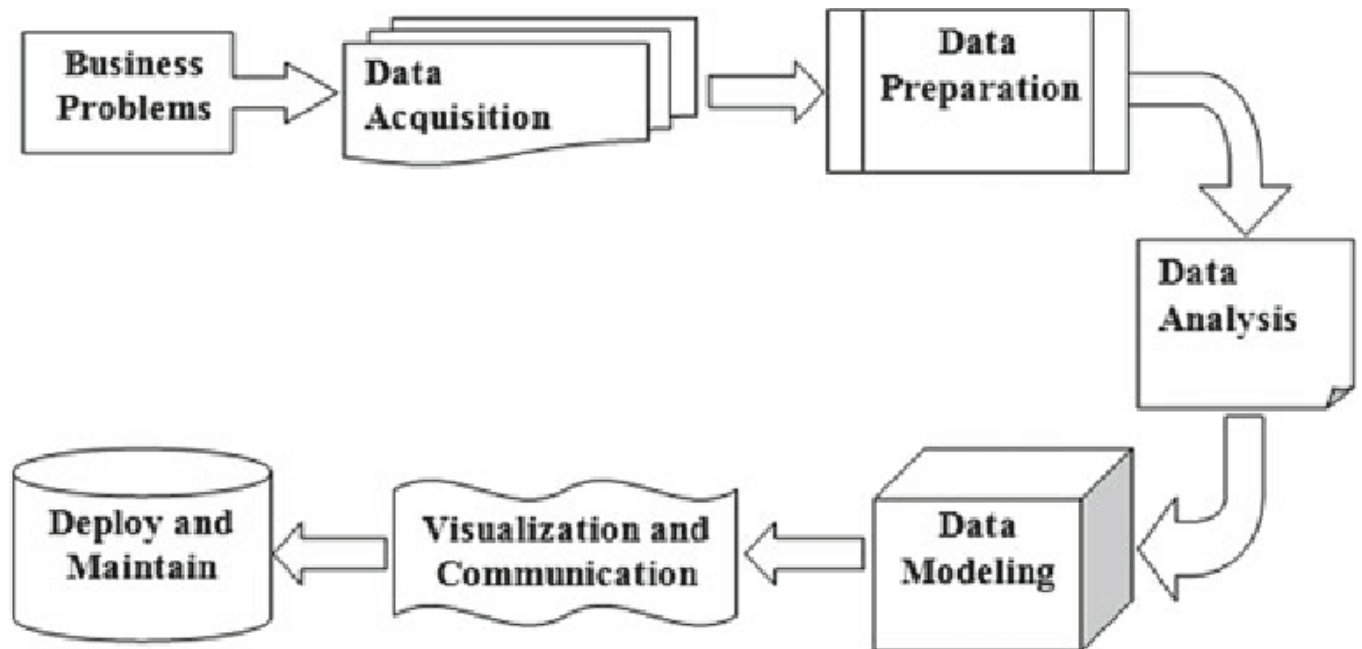 Business
Problems
Data
Acquisition
Data
Preparation
Data
Analysis
Data
Modeling
Visualization and
Communication
Deploy and
Maintain